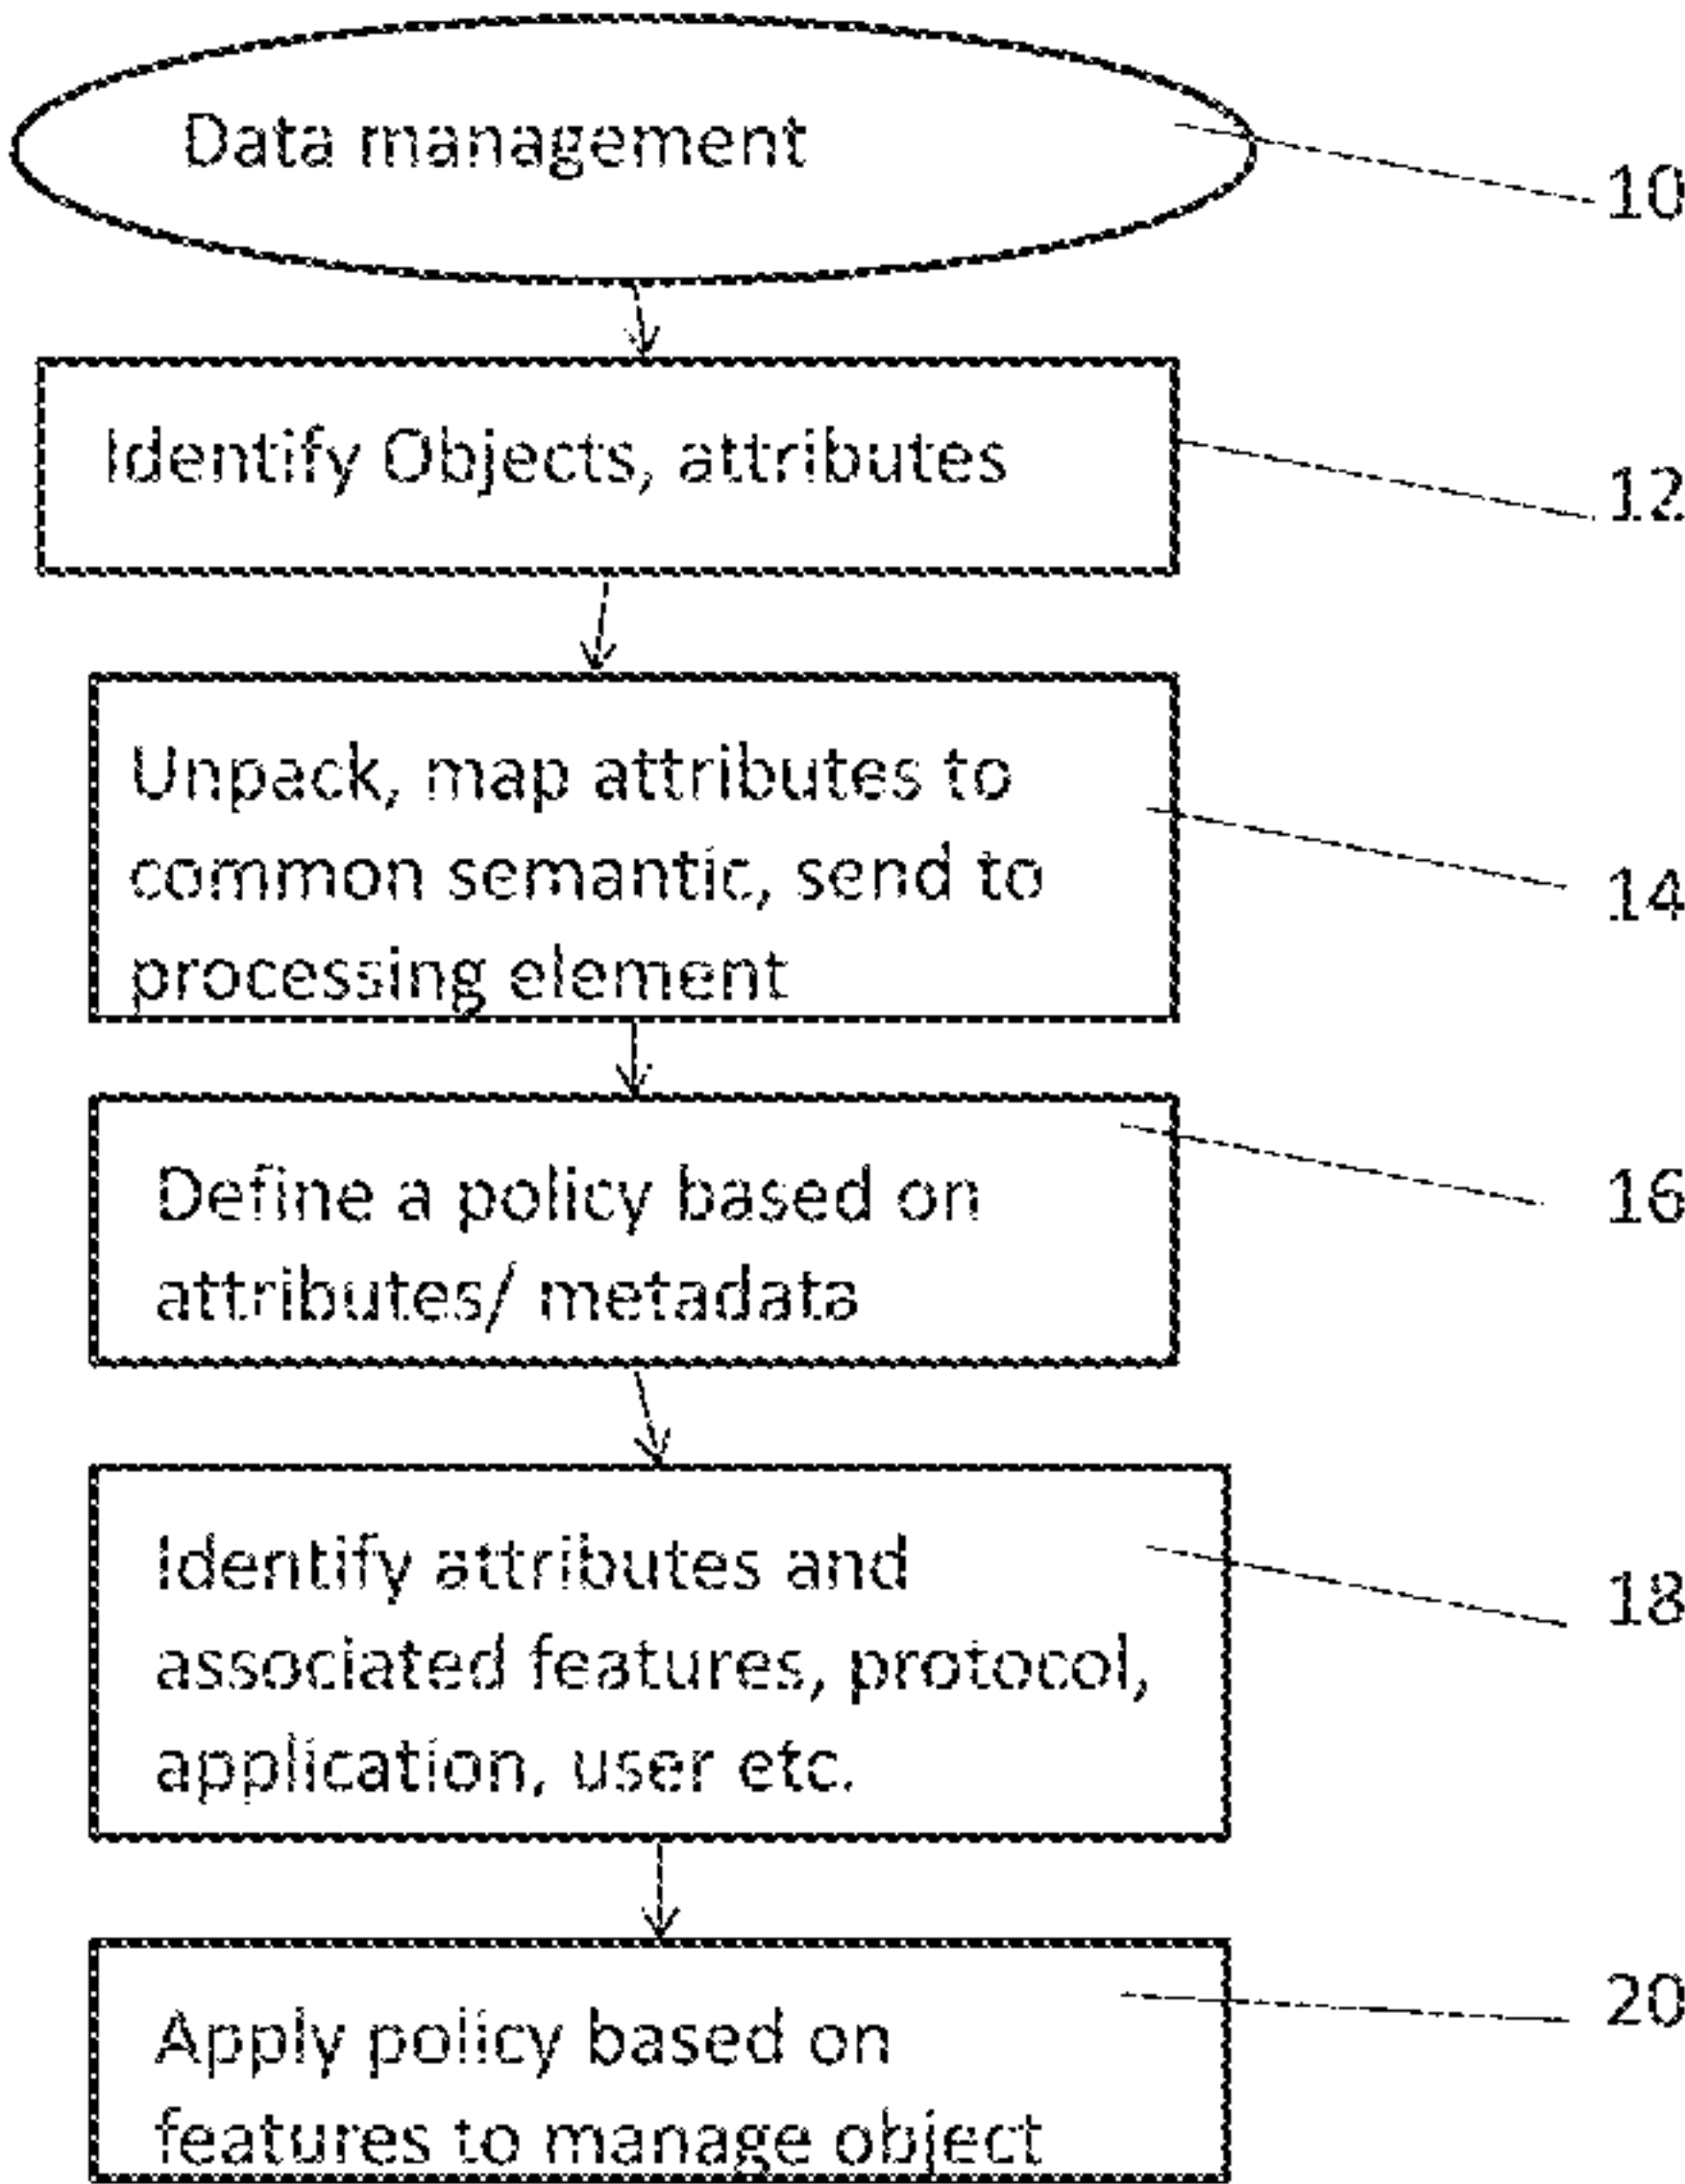 Data management
10
Identify Objects, attributes
12
Unpack, map attributes to
common semantic, send to
processing element
14
Define a policy based on
attributes/ metadata
16
Identify attributes and
associated features, protocol,
application, user etc.
18
Apply policy based on
features to manage object
20